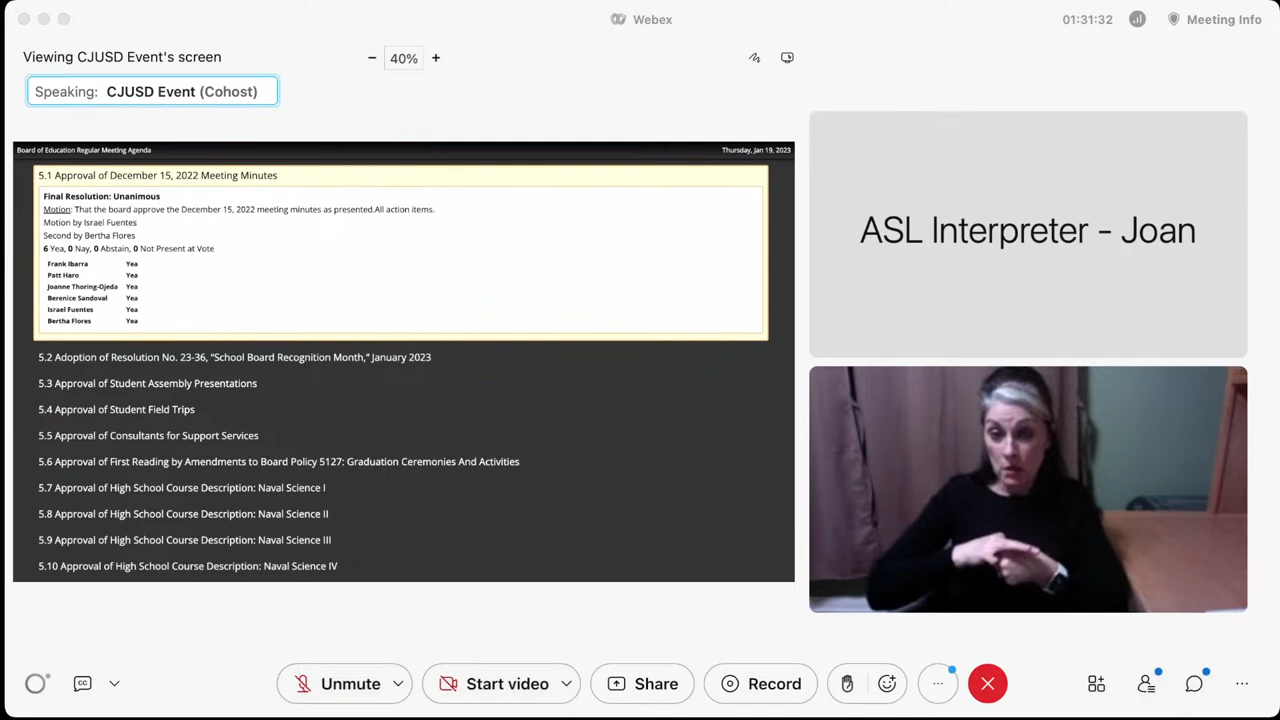 Webex
01:31:32
Meeting Info
Viewing CJUSD Event's screen
− 40% +
Speaking: CJUSD Event (Cohost)
Board of Education Regular Meeting Agenda
Thursday, Jan 19, 2023
5.1 Approval of December 15, 2022 Meeting Minutes
Final Resolution: Unanimous
Motion: That the board approve the December 15, 2022 meeting minutes as presented.All action items.
Motion by Israel Fuentes
Second by Bertha Flores
6 Yea, 0 Nay, 0 Abstain, 0 Not Present at Vote
Frank Ibarra Yea
Patt Haro Yea
Joanne Thoring-Ojeda Yea
Berenice Sandoval Yea
Israel Fuentes Yea
Bertha Flores Yea
5.2 Adoption of Resolution No. 23-36, “School Board Recognition Month,” January 2023
5.3 Approval of Student Assembly Presentations
5.4 Approval of Student Field Trips
5.5 Approval of Consultants for Support Services
5.6 Approval of First Reading by Amendments to Board Policy 5127: Graduation Ceremonies And Activities
5.7 Approval of High School Course Description: Naval Science I
5.8 Approval of High School Course Description: Naval Science II
5.9 Approval of High School Course Description: Naval Science III
5.10 Approval of High School Course Description: Naval Science IV
ASL Interpreter - Joan
CC
Unmute
Start video
Share
Record